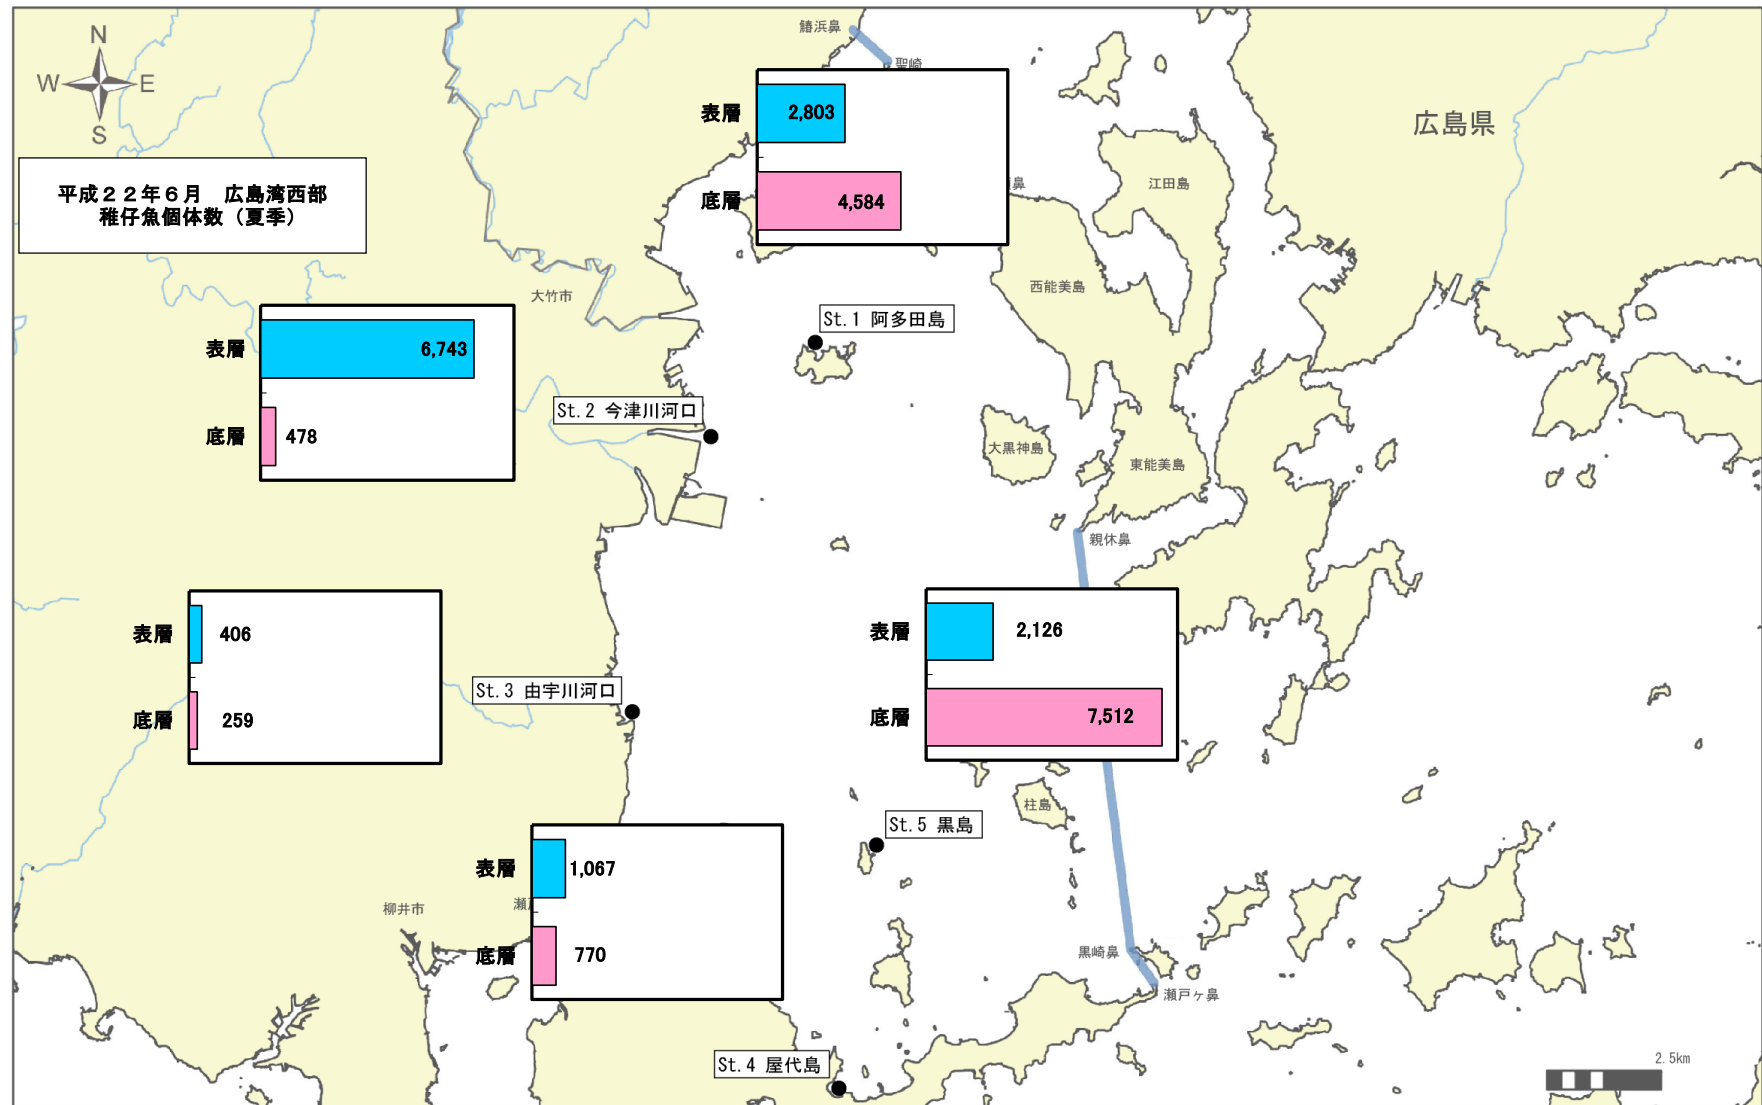 鰆浜鼻
聖崎
N
W
E
S
広島県
平成22年6月　広島湾西部
稚仔魚個体数（夏季）
表層
2,803
底層
4,584
鼻
江田島
西能美島
大竹市
St.1 阿多田島
表層
6,743
底層
478
St.2 今津川河口
大黒神島
東能美島
親休鼻
表層
406
底層
259
St.3 由宇川河口
表層
2,126
底層
7,512
柱島
St.5 黒島
表層
1,067
底層
770
柳井市
瀬
黒崎鼻
瀬戸ヶ鼻
St.4 屋代島
2.5km